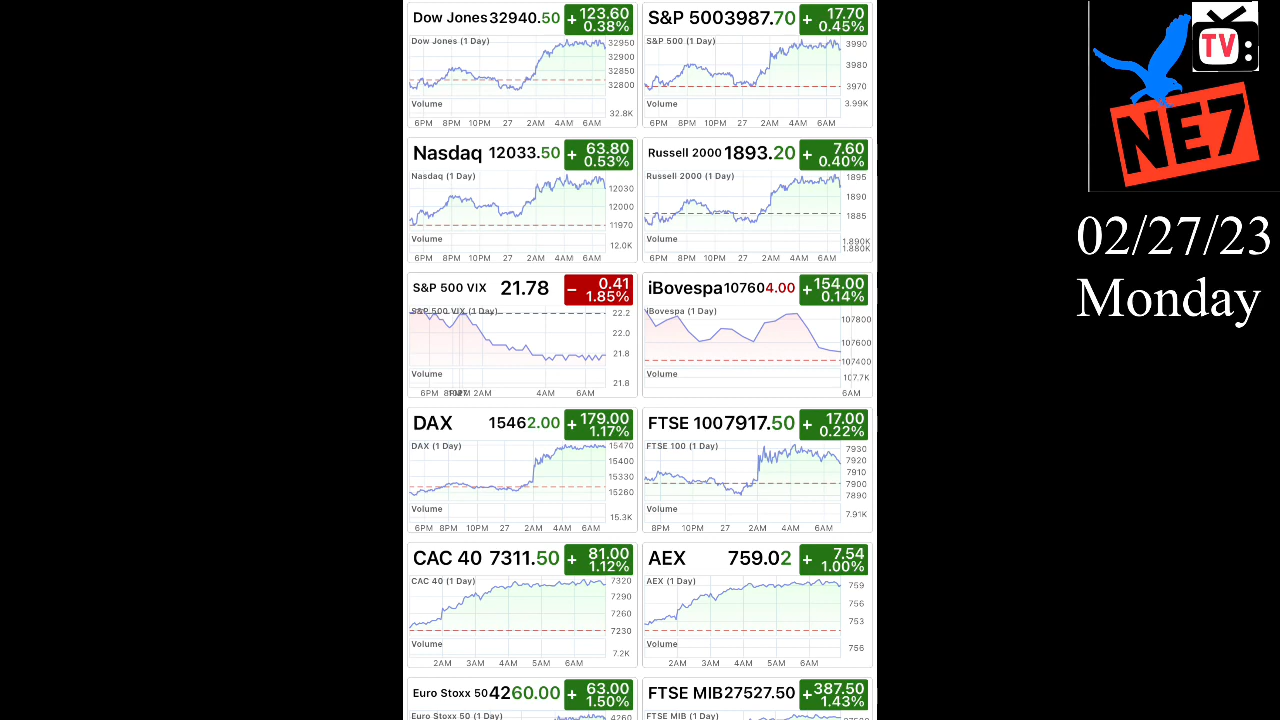 Dow Jones 32940.50 + 123.60 0.38%
Dow Jones (1 Day)
32950
32900
32850
32800
Volume
32.8K
6PM 8PM 10PM 27 2AM 4AM 6AM
S&P 500 3987.70 + 17.70 0.45%
S&P 500 (1 Day)
3990
3980
3970
Volume
3.99K
6PM 8PM 10PM 27 2AM 4AM 6AM
Nasdaq 12033.50 + 63.80 0.53%
Nasdaq (1 Day)
12030
12000
11970
Volume
12.0K
6PM 8PM 10PM 27 2AM 4AM 6AM
Russell 2000 1893.20 + 7.60 0.40%
Russell 2000 (1 Day)
1895
1890
1885
Volume
1.890K
1.880K
6PM 8PM 10PM 27 2AM 4AM 6AM
S&P 500 VIX 21.78 − 0.41 1.85%
S&P 500 VIX (1 Day)
22.2
22.0
21.8
Volume
21.8
6PM 2AM 4AM 6AM
iBovespa 107604.00 + 154.00 0.14%
iBovespa (1 Day)
107800
107600
107400
Volume
107.7K
6AM
DAX 15462.00 + 179.00 1.17%
DAX (1 Day)
15470
15400
15330
15260
Volume
15.3K
6PM 8PM 10PM 27 2AM 4AM 6AM
FTSE 100 7917.50 + 17.00 0.22%
FTSE 100 (1 Day)
7930
7920
7910
7900
7890
Volume
7.91K
8PM 10PM 27 2AM 4AM 6AM
CAC 40 7311.50 + 81.00 1.12%
CAC 40 (1 Day)
7320
7290
7260
7230
Volume
7.2K
2AM 3AM 4AM 5AM 6AM
AEX 759.02 + 7.54 1.00%
AEX (1 Day)
759
756
753
Volume
756
2AM 3AM 4AM 5AM 6AM
Euro Stoxx 50 4260.00 + 63.00 1.50%
Euro Stoxx 50 (1 Day)
4260
FTSE MIB 27527.50 + 387.50 1.43%
FTSE MIB (1 Day)
TV:
NE7
02/27/23
Monday